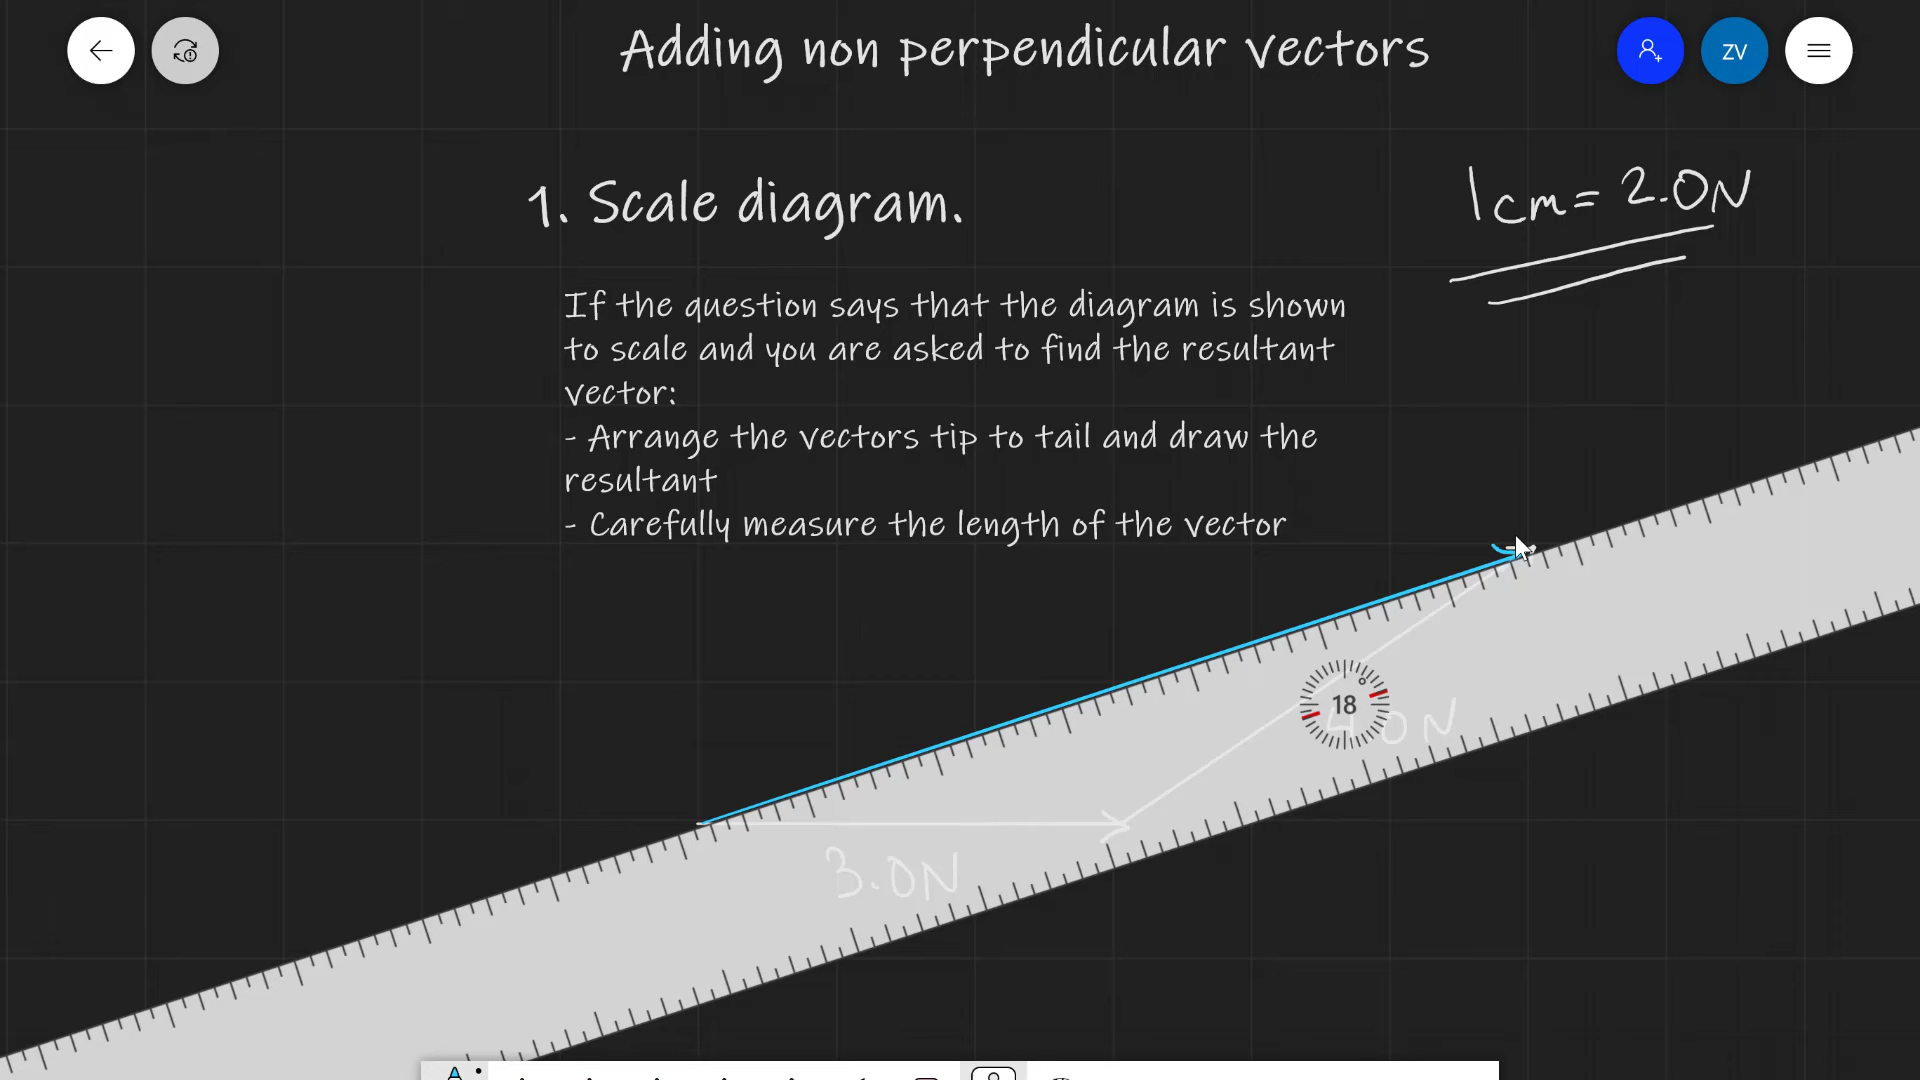 Adding non perpendicular vectors
ZV
1. Scale diagram.
1cm = 2.0N
If the question says that the diagram is shown
to scale and you are asked to find the resultant
vector:
- Arrange the vectors tip to tail and draw the
resultant
- Carefully measure the length of the vector
18°
4.0N
3.0N